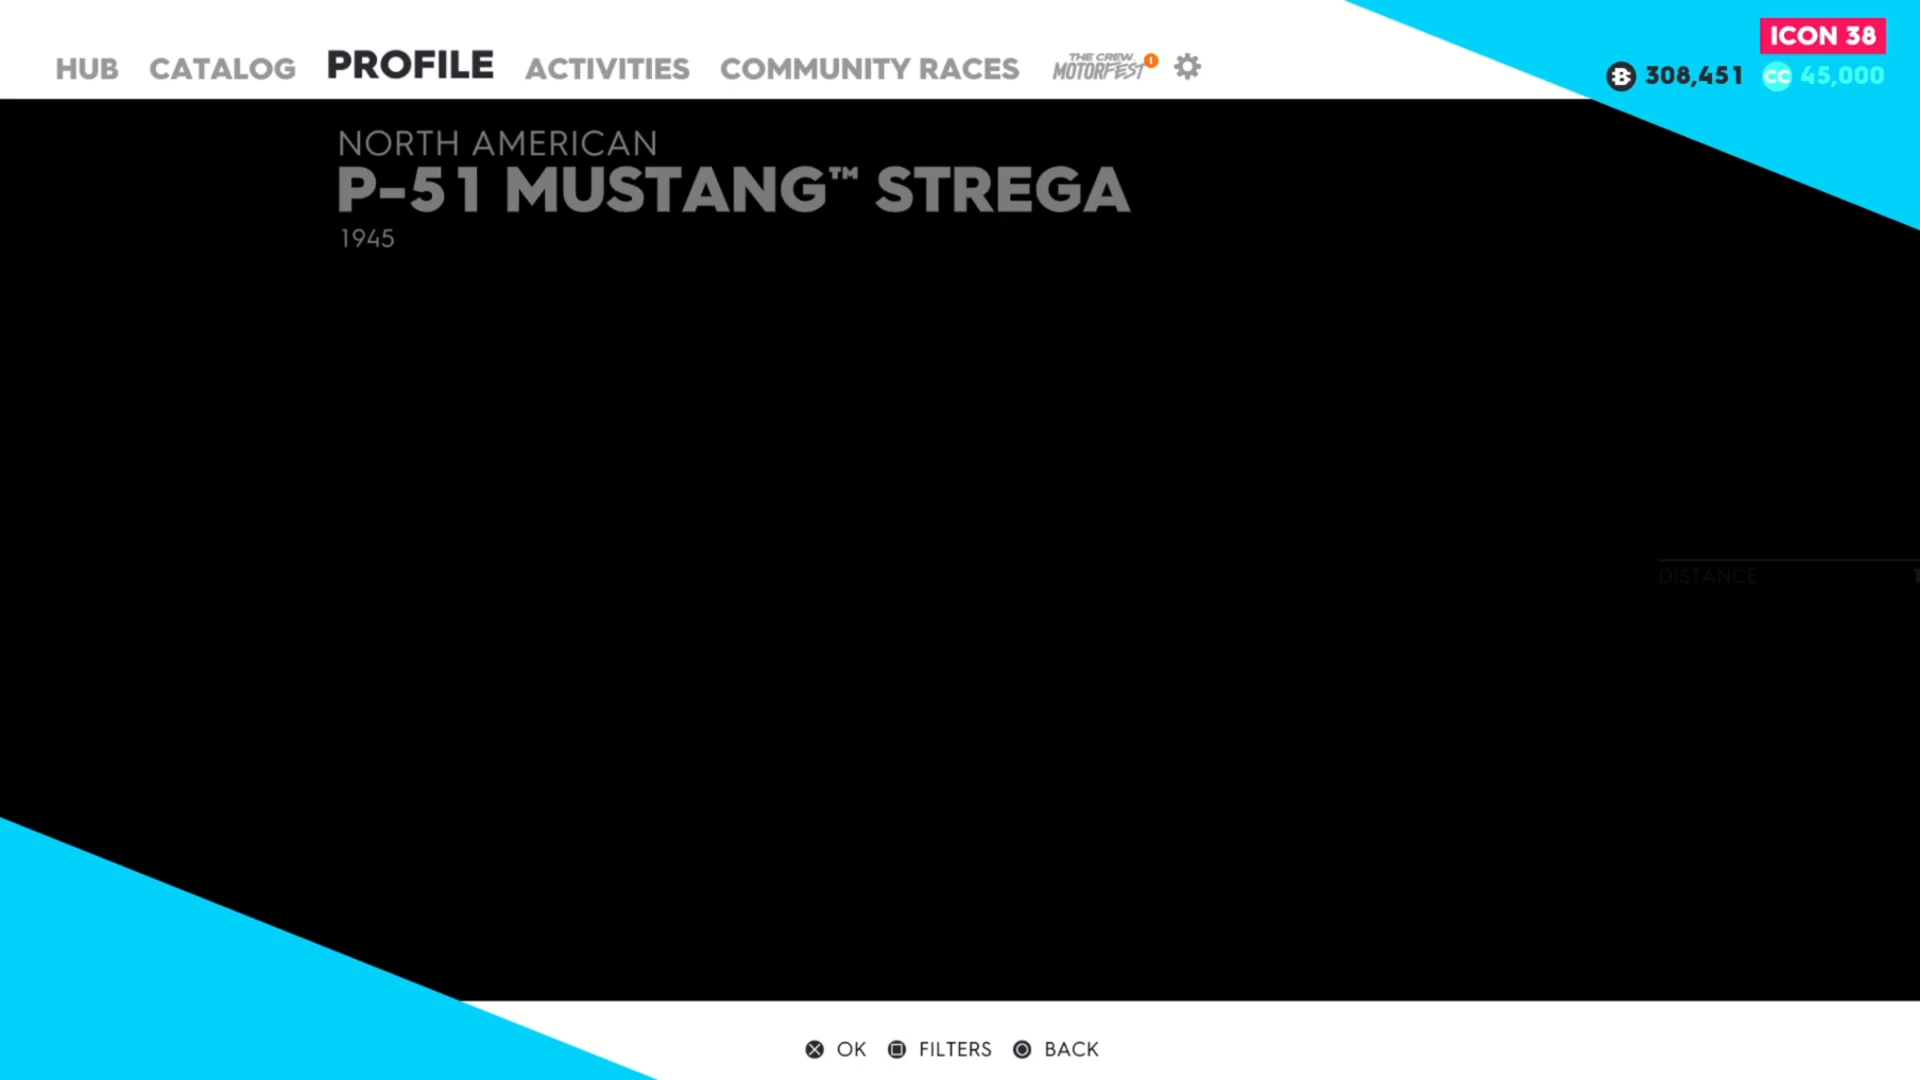 HUB CATALOG PROFILE ACTIVITIES COMMUNITY RACES THE CREW MOTORFEST
ICON 38
308,451 CC 45,000
NORTH AMERICAN
P-51 MUSTANG™ STREGA
1945
DISTANCE
OK FILTERS BACK